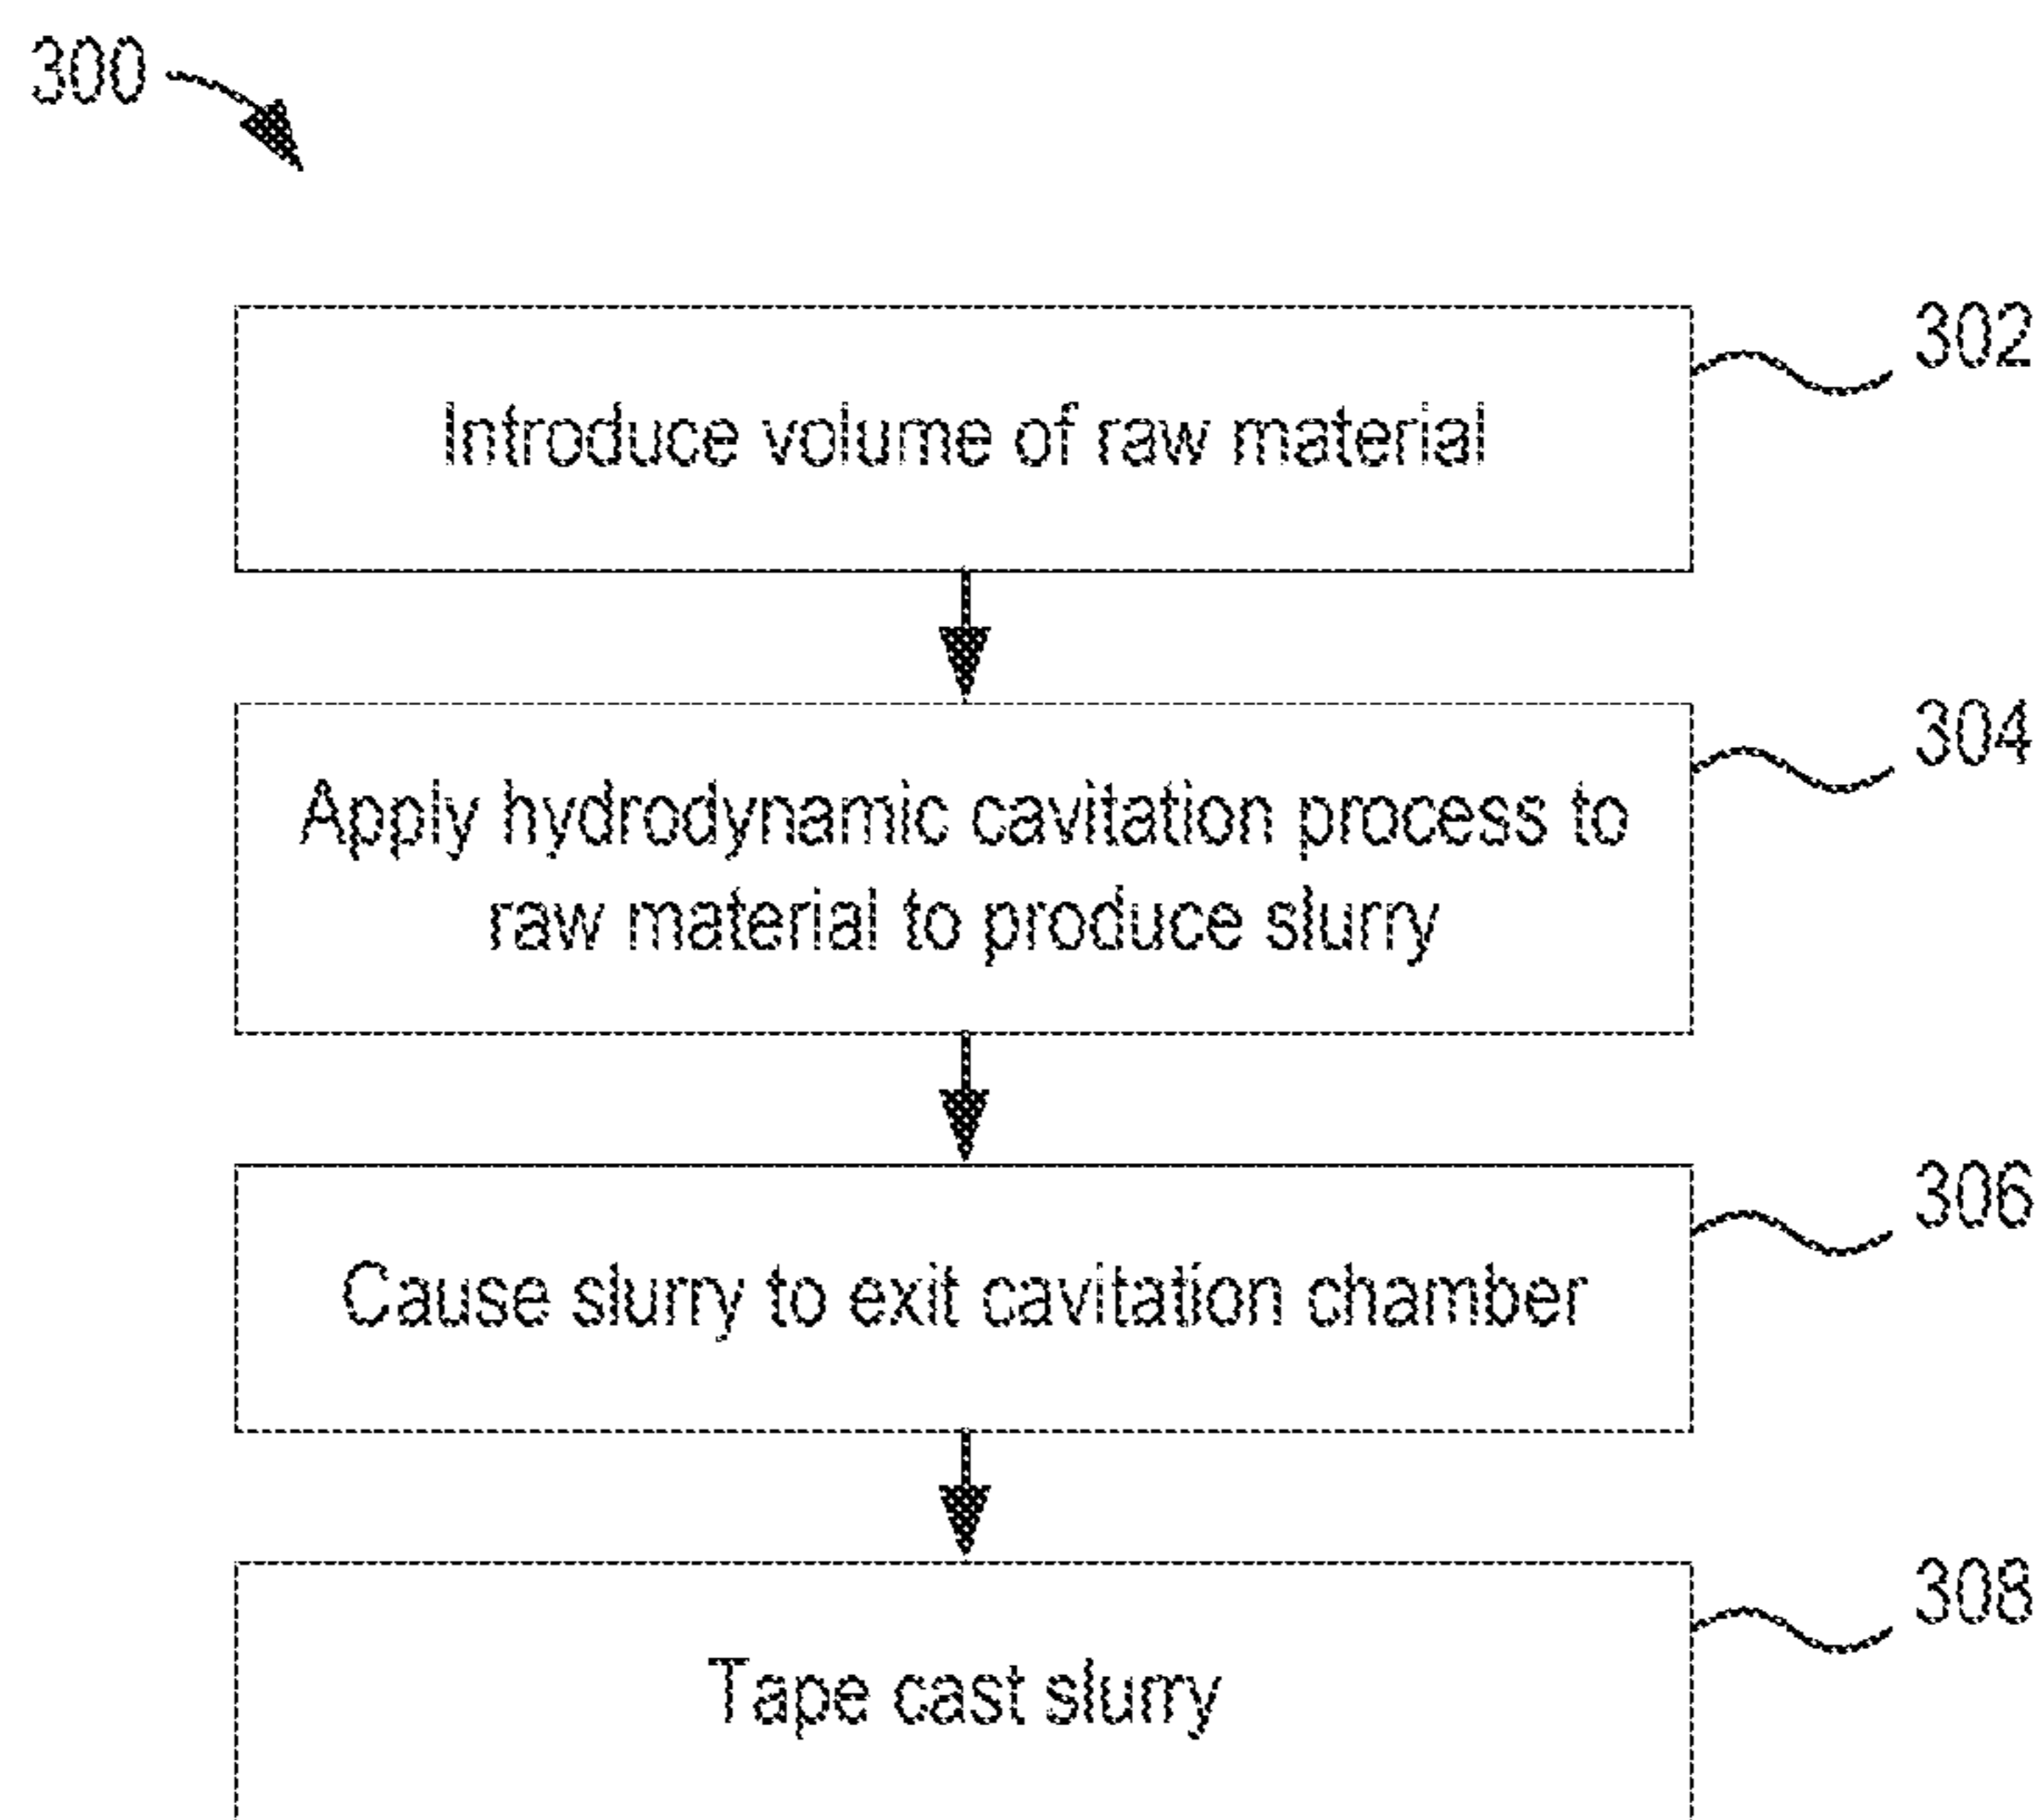 300
302
Introduce volume of raw material
304
Apply hydrodynamic cavitation process to
raw material to produce slurry
306
Cause slurry to exit cavitation chamber
308
Tape cast slurry